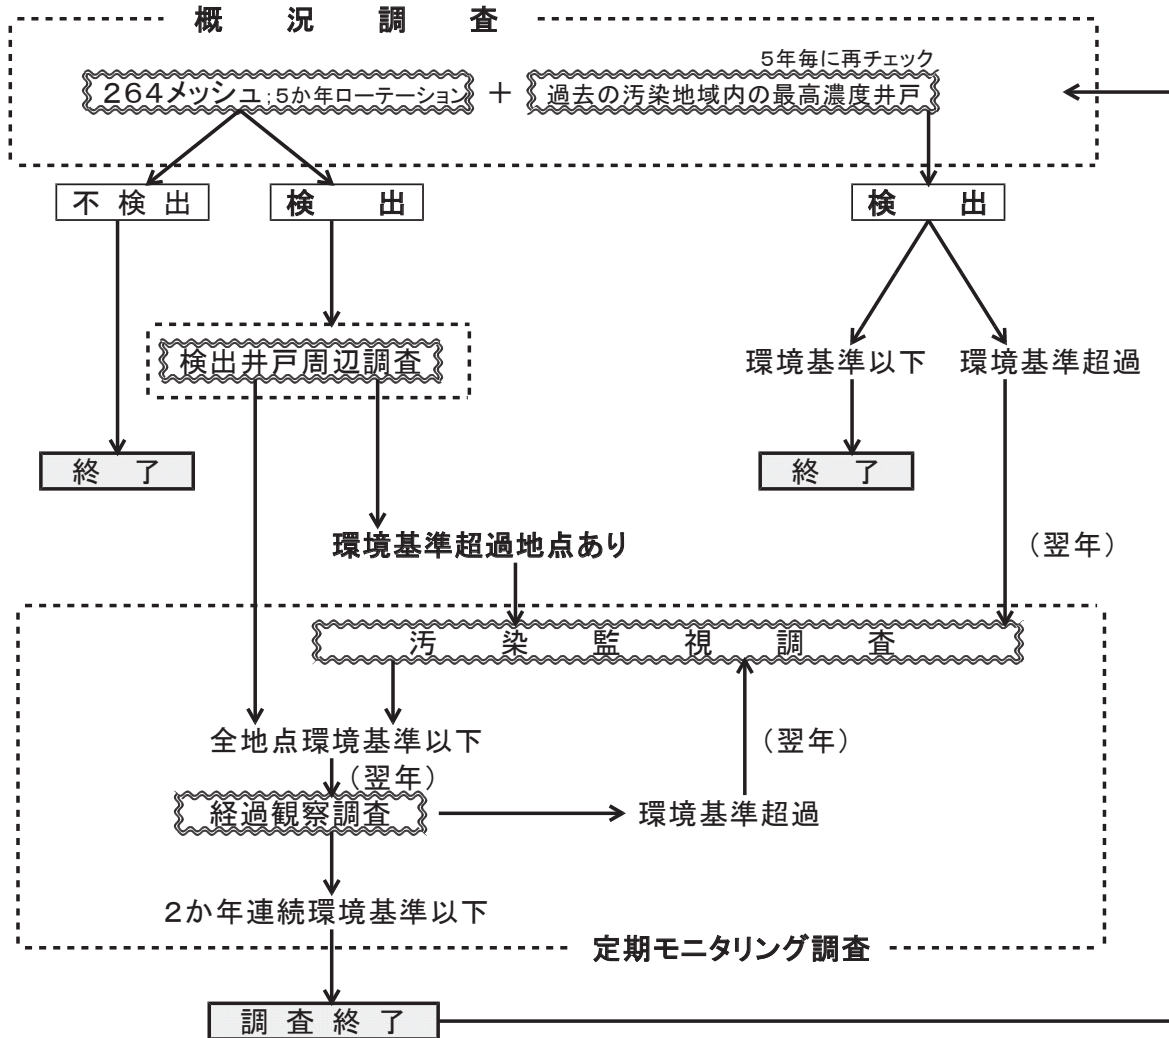 概況調査
5年毎に再チェック
264メッシュ;5か年ローテーション + 過去の汚染地域内の最高濃度井戸
不検出 検出 検出
検出井戸周辺調査
環境基準以下 環境基準超過
終了 終了
環境基準超過地点あり
(翌年)
汚染監視調査
全地点環境基準以下
(翌年)
(翌年)
経過観察調査
環境基準超過
2か年連続環境基準以下
定期モニタリング調査
調査終了